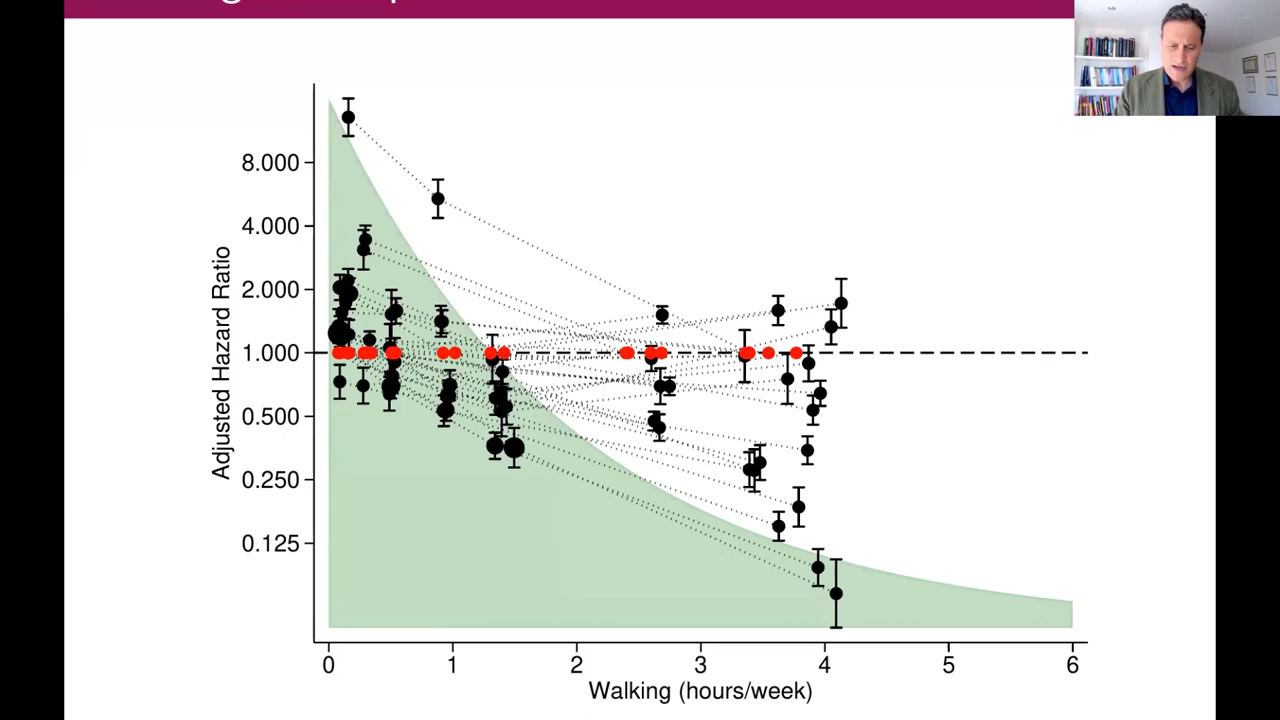 8.000
4.000
2.000
1.000
0.500
0.250
0.125
Adjusted Hazard Ratio
0 1 2 3 4 5 6
Walking (hours/week)